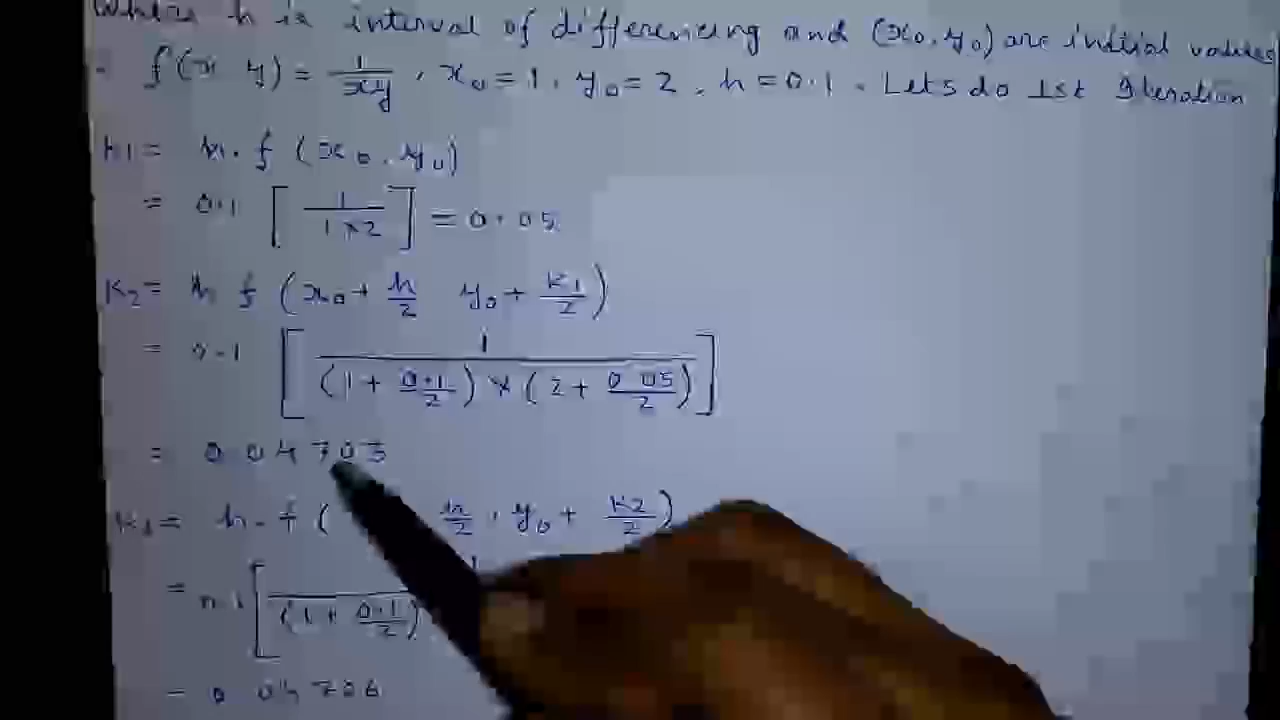 Where h is interval of differencing and (x0, y0) are initial values
f(x y) = 1/xy , x0 = 1 , y0 = 2 , h = 0.1 . Lets do 1st Iteration
K1 = h . f (x0 , y0)
= 0.1 [ 1 / 1×2 ] = 0.05
K2 = h f (x0 + h/2 y0 + K1/2)
= 0.1 [ 1 / (1 + 0.1/2) × (2 + 0.05/2) ]
= 0.04703
K3 = h . f ( h/2 , y0 + K2/2)
= 0.1 [ (1 + 0.1/2)
= 0.04706